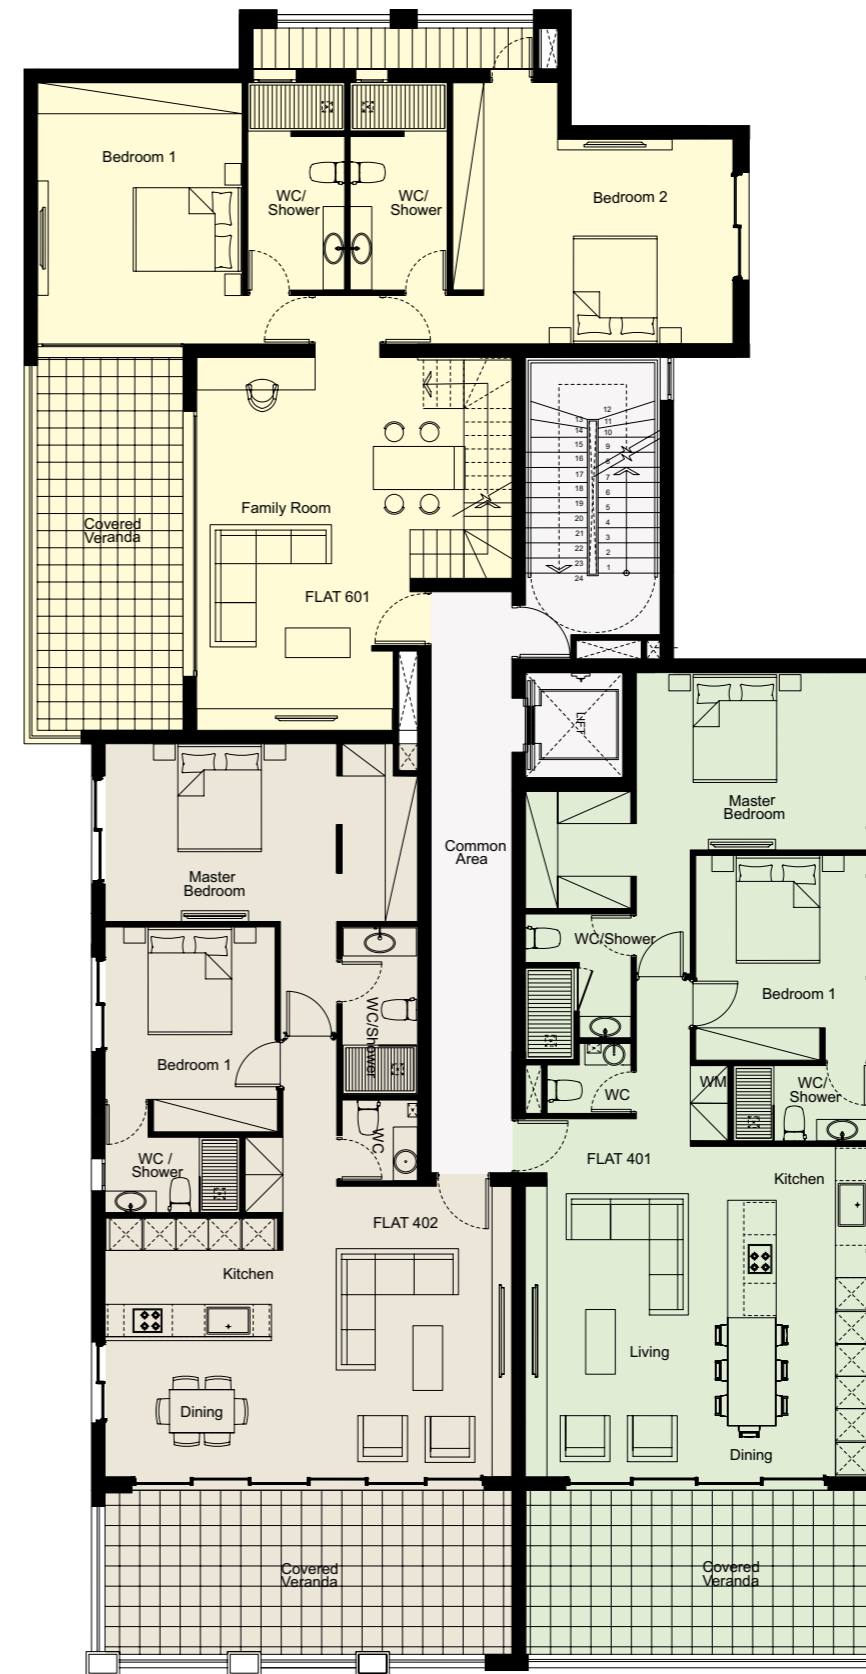 Bedroom 1
WC/
Shower
WC/
Shower
Bedroom 2
Covered
Veranda
Family Room
FLAT 601
12
11
10
9
8
7
6
5
4
3
2
1
13
14
15
16
17
18
19
20
21
22
23
24
LIFT
Common
Area
Master
Bedroom
Master
Bedroom
WC/Shower
Bedroom 1
WC/Shower
Bedroom 1
WC
WM
WC/
Shower
WC
WC /
Shower
FLAT 401
Kitchen
FLAT 402
Kitchen
Living
Dining
Dining
Covered
Veranda
Covered
Veranda